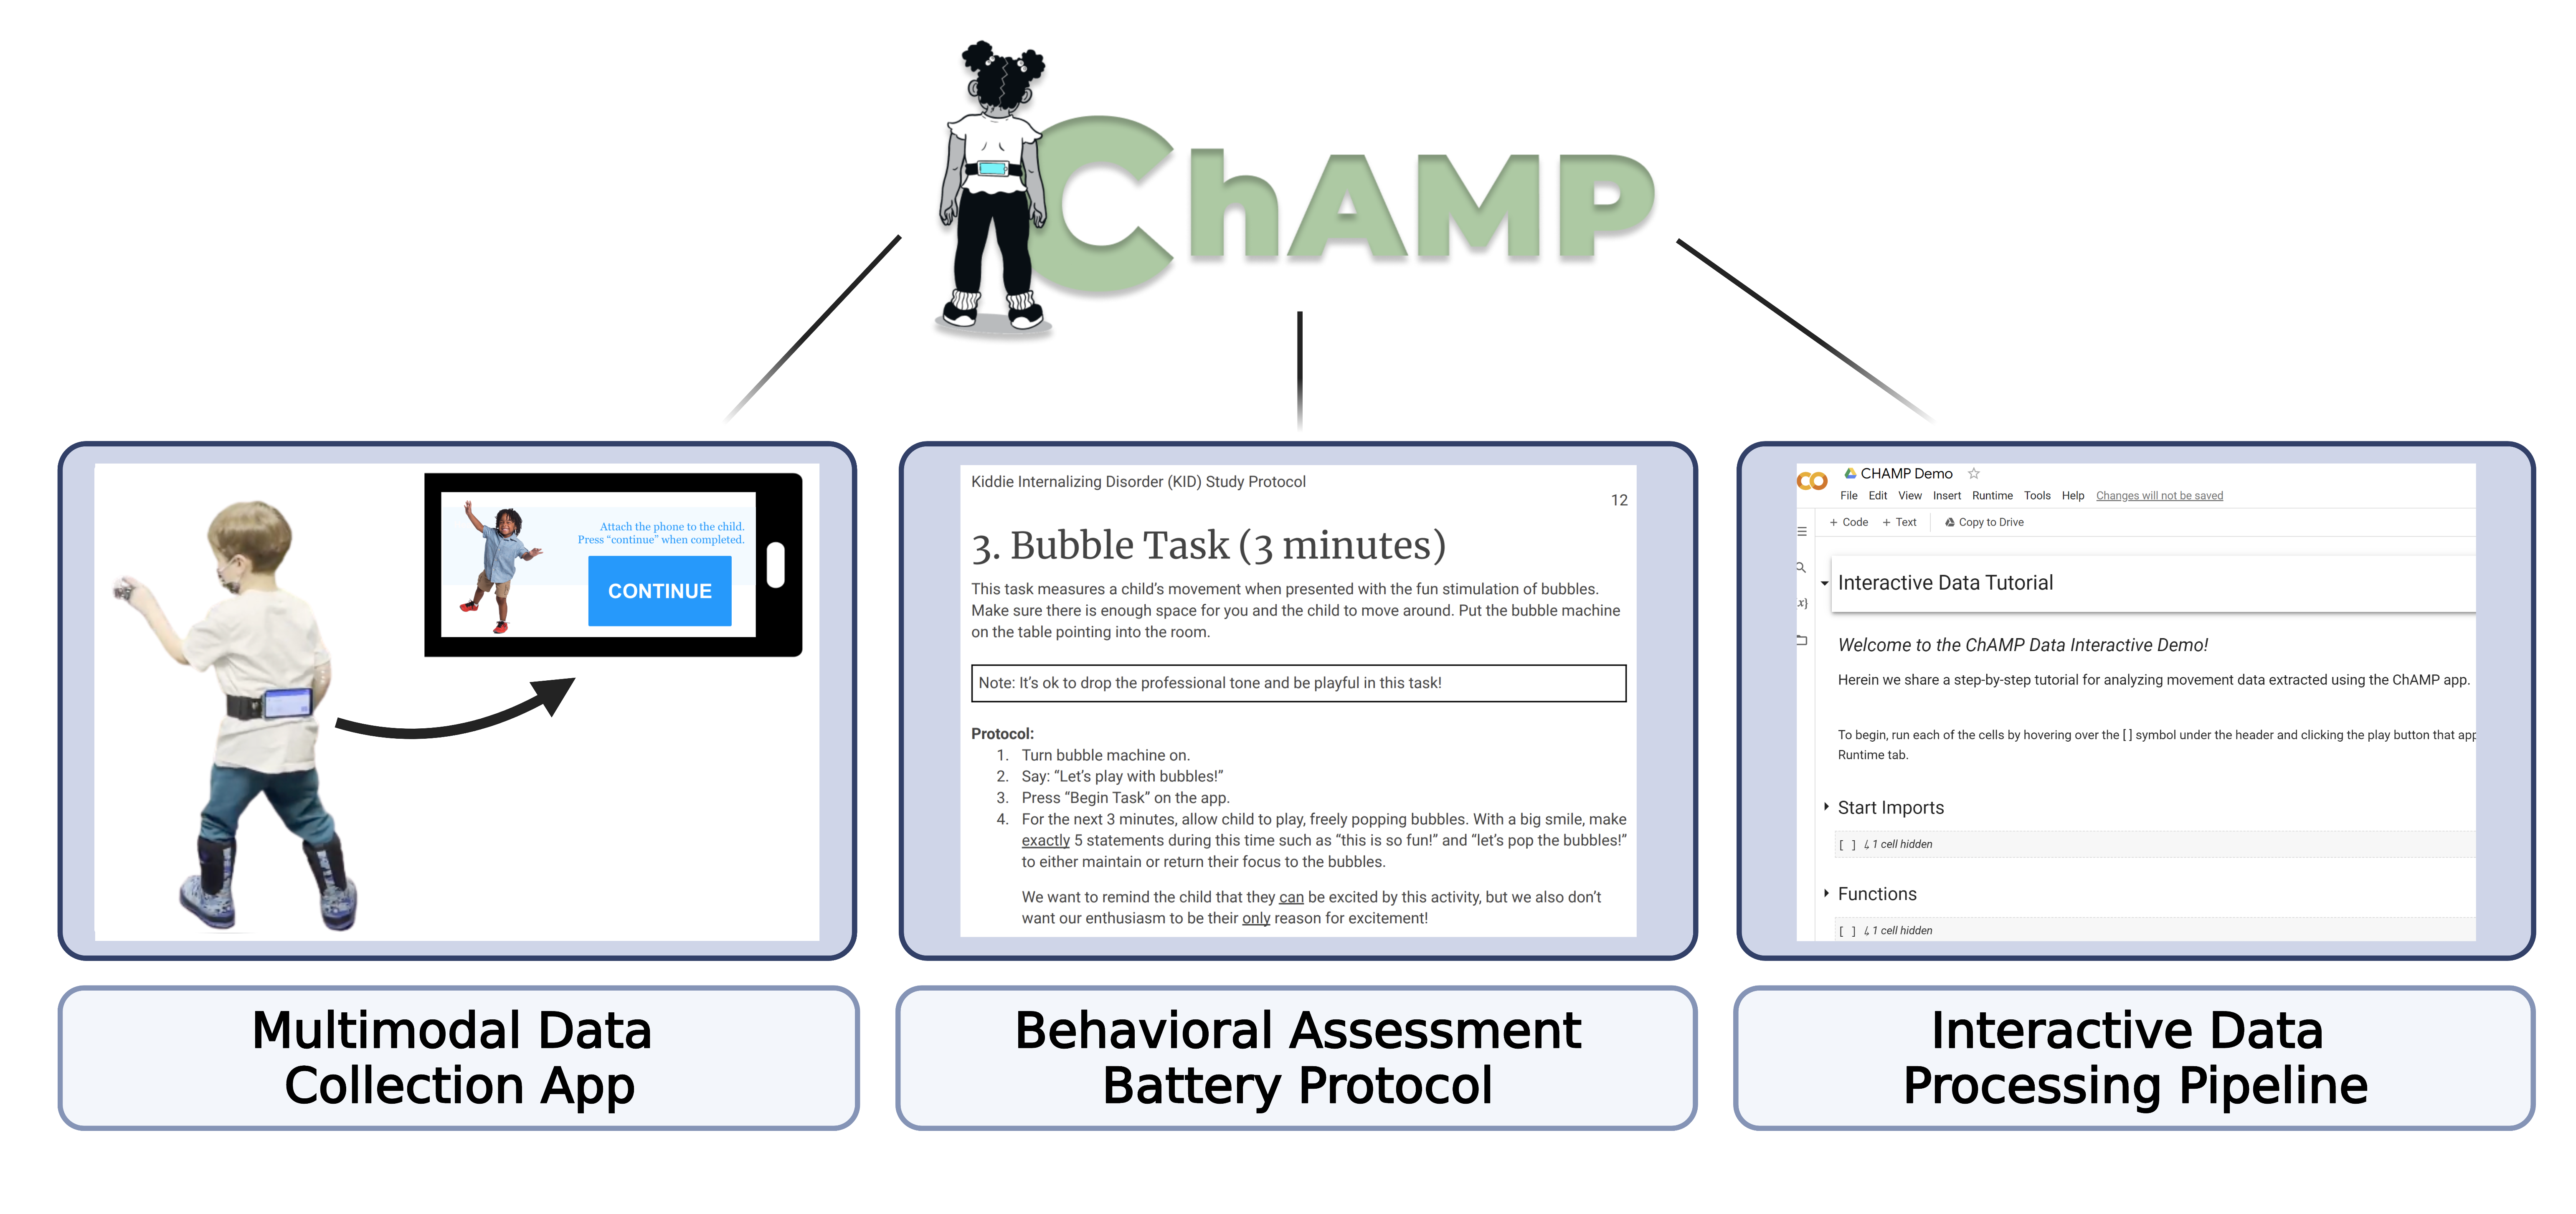 ChAMP
Attach the phone to the child.
Press “continue” when completed.
CONTINUE
Multimodal Data
Collection App
Kiddie Internalizing Disorder (KID) Study Protocol
12
3. Bubble Task (3 minutes)
This task measures a child’s movement when presented with the fun stimulation of bubbles.
Make sure there is enough space for you and the child to move around. Put the bubble machine
on the table pointing into the room.
Note: It’s ok to drop the professional tone and be playful in this task!
Protocol:
1. Turn bubble machine on.
2. Say: “Let’s play with bubbles!”
3. Press “Begin Task” on the app.
4. For the next 3 minutes, allow child to play, freely popping bubbles. With a big smile, make
exactly 5 statements during this time such as “this is so fun!” and “let’s pop the bubbles!”
to either maintain or return their focus to the bubbles.
We want to remind the child that they can be excited by this activity, but we also don’t
want our enthusiasm to be their only reason for excitement!
Behavioral Assessment
Battery Protocol
CHAMP Demo
File Edit View Insert Runtime Tools Help Changes will not be saved
+ Code + Text Copy to Drive
Interactive Data Tutorial
Welcome to the ChAMP Data Interactive Demo!
Herein we share a step-by-step tutorial for analyzing movement data extracted using the ChAMP app.
To begin, run each of the cells by hovering over the [ ] symbol under the header and clicking the play button that app
Runtime tab.
Start Imports
[ ] ↳ 1 cell hidden
Functions
[ ] ↳ 1 cell hidden
Interactive Data
Processing Pipeline